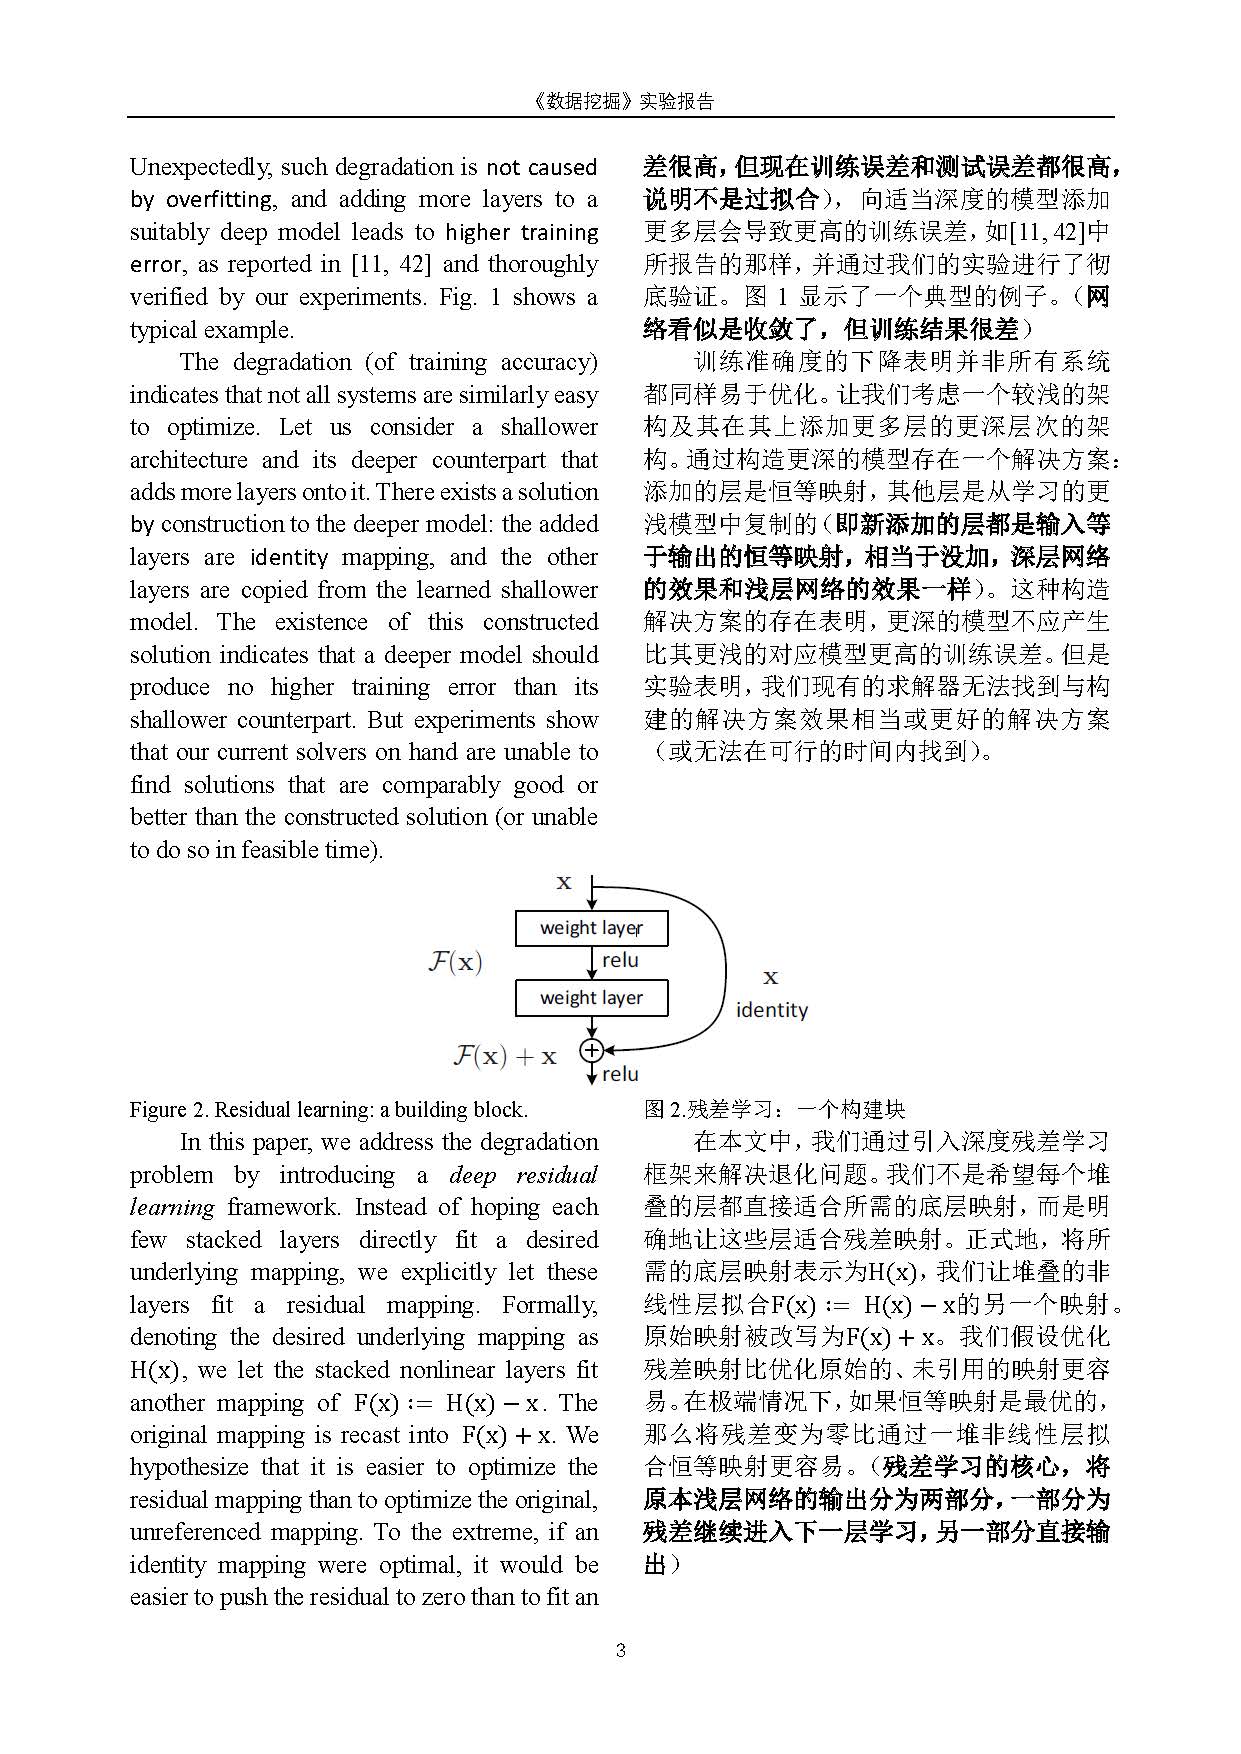 《数据挖掘》实验报告
Unexpectedly, such degradation is not caused
by overfitting, and adding more layers to a
suitably deep model leads to higher training
error, as reported in [11, 42] and thoroughly
verified by our experiments. Fig. 1 shows a
typical example.
The degradation (of training accuracy)
indicates that not all systems are similarly easy
to optimize. Let us consider a shallower
architecture and its deeper counterpart that
adds more layers onto it. There exists a solution
by construction to the deeper model: the added
layers are identity mapping, and the other
layers are copied from the learned shallower
model. The existence of this constructed
solution indicates that a deeper model should
produce no higher training error than its
shallower counterpart. But experiments show
that our current solvers on hand are unable to
find solutions that are comparably good or
better than the constructed solution (or unable
to do so in feasible time).
差很高，但现在训练误差和测试误差都很高，
说明不是过拟合），向适当深度的模型添加
更多层会导致更高的训练误差，如[11, 42]中
所报告的那样，并通过我们的实验进行了彻
底验证。图 1 显示了一个典型的例子。（网
络看似是收敛了，但训练结果很差）
训练准确度的下降表明并非所有系统
都同样易于优化。让我们考虑一个较浅的架
构及其在其上添加更多层的更深层次的架
构。通过构造更深的模型存在一个解决方案：
添加的层是恒等映射，其他层是从学习的更
浅模型中复制的（即新添加的层都是输入等
于输出的恒等映射，相当于没加，深层网络
的效果和浅层网络的效果一样）。这种构造
解决方案的存在表明，更深的模型不应产生
比其更浅的对应模型更高的训练误差。但是
实验表明，我们现有的求解器无法找到与构
建的解决方案效果相当或更好的解决方案
（或无法在可行的时间内找到）。
x
weight layer
F(x)
relu
x
weight layer
identity
F(x) + x
+
relu
Figure 2. Residual learning: a building block.
In this paper, we address the degradation
problem by introducing a deep residual
learning framework. Instead of hoping each
few stacked layers directly fit a desired
underlying mapping, we explicitly let these
layers fit a residual mapping. Formally,
denoting the desired underlying mapping as
H(x), we let the stacked nonlinear layers fit
another mapping of F(x) := H(x) − x. The
original mapping is recast into F(x) + x. We
hypothesize that it is easier to optimize the
residual mapping than to optimize the original,
unreferenced mapping. To the extreme, if an
identity mapping were optimal, it would be
easier to push the residual to zero than to fit an
图 2.残差学习：一个构建块
在本文中，我们通过引入深度残差学习
框架来解决退化问题。我们不是希望每个堆
叠的层都直接适合所需的底层映射，而是明
确地让这些层适合残差映射。正式地，将所
需的底层映射表示为H(x)，我们让堆叠的非
线性层拟合F(x) := H(x) − x的另一个映射。
原始映射被改写为F(x) + x。我们假设优化
残差映射比优化原始的、未引用的映射更容
易。在极端情况下，如果恒等映射是最优的，
那么将残差变为零比通过一堆非线性层拟
合恒等映射更容易。（残差学习的核心，将
原本浅层网络的输出分为两部分，一部分为
残差继续进入下一层学习，另一部分直接输
出）
3